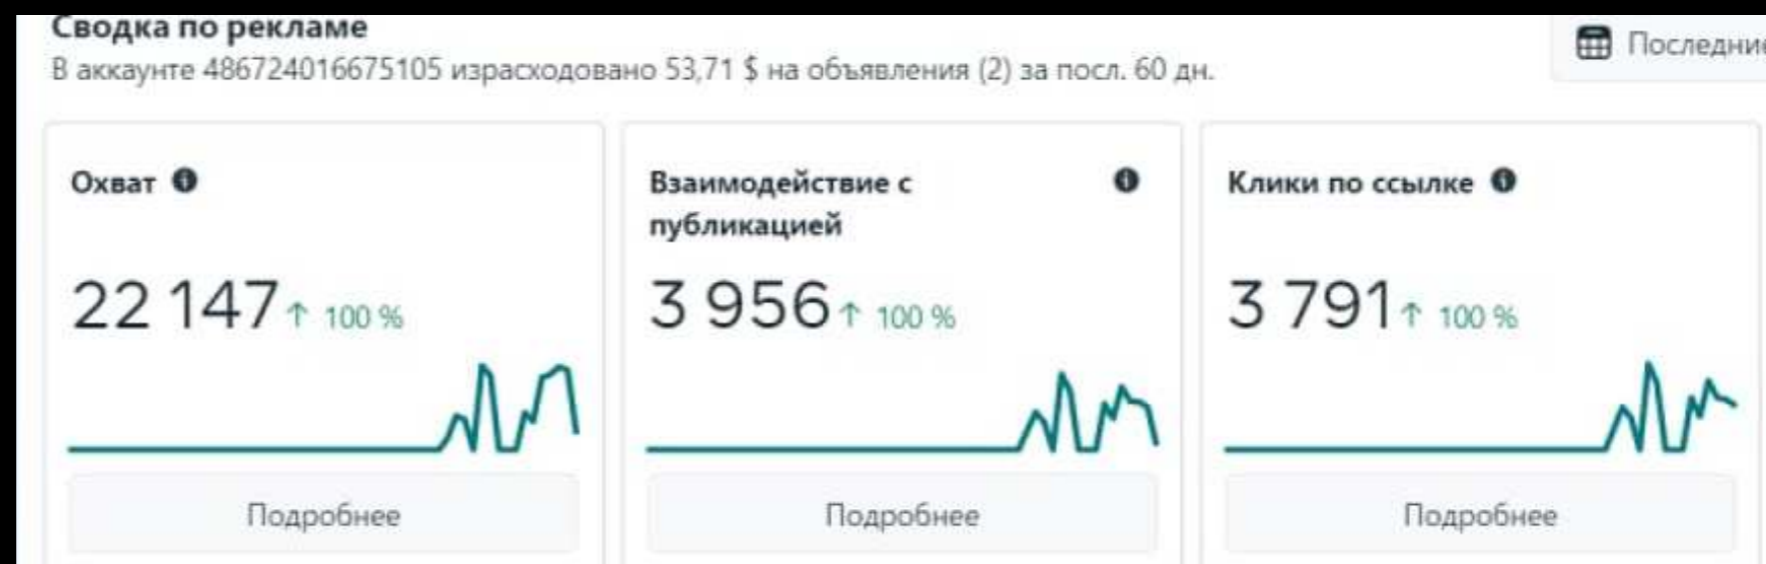 Сводка по рекламе
В аккаунте 486724016675105 израсходовано 53,71 $ на объявления (2) за посл. 60 дн.
Последние
Охват
22 147 ↑ 100 %
Подробнее
Взаимодействие с
публикацией
3 956 ↑ 100 %
Подробнее
Клики по ссылке
3 791 ↑ 100 %
Подробнее